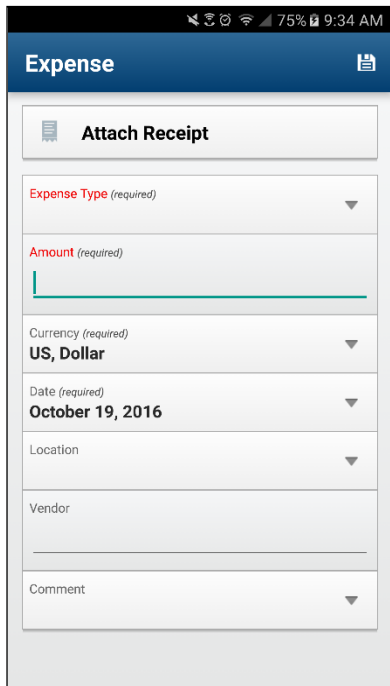 75% 9:34 AM
Expense
Attach Receipt
Expense Type (required)
Amount (required)
Currency (required)
US, Dollar
Date (required)
October 19, 2016
Location
Vendor
Comment